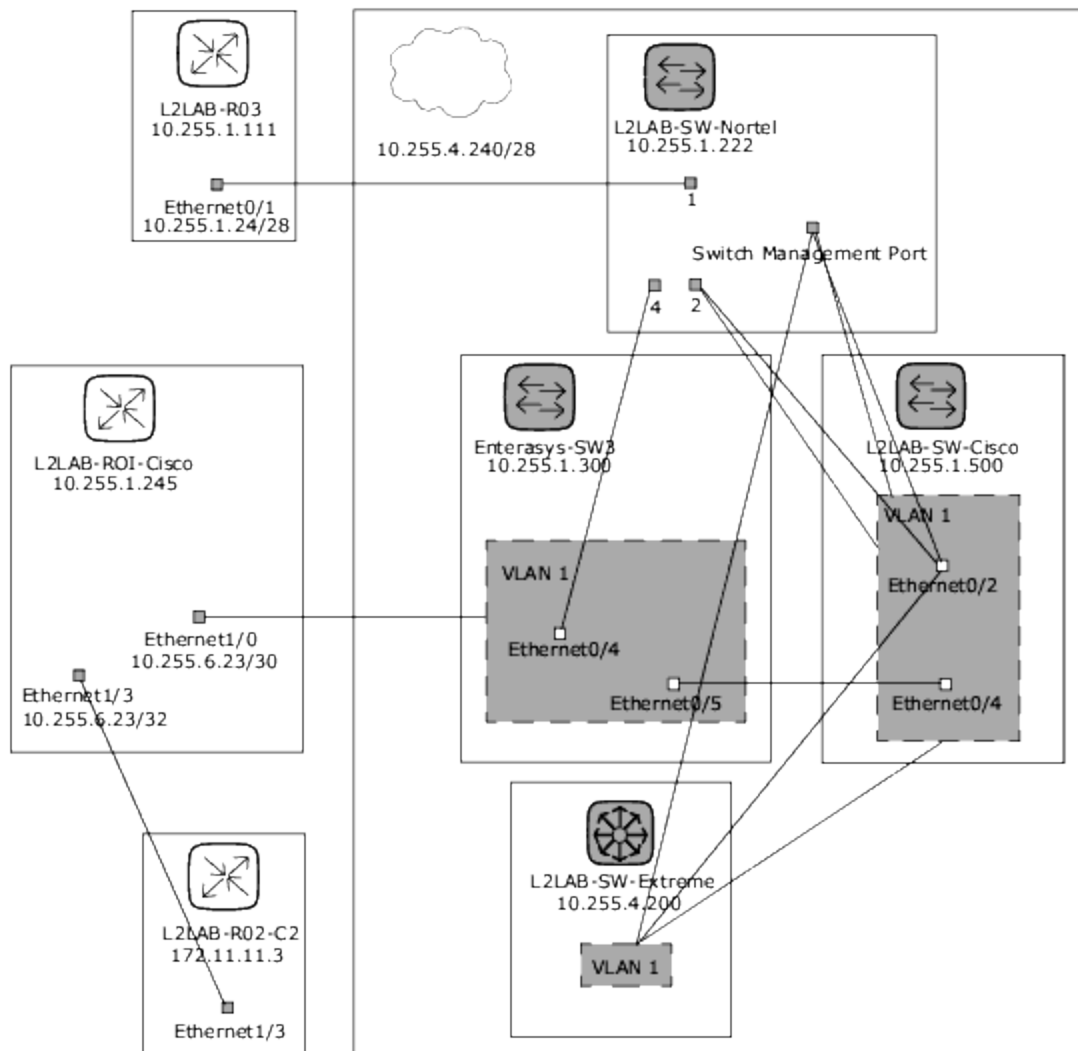 L2LAB-R03
10.255.1.111
Ethernet0/1
10.255.1.24/28
10.255.4.240/28
L2LAB-SW-Nortel
10.255.1.222
1
Switch Management Port
4
2
L2LAB-ROI-Cisco
10.255.1.245
Ethernet1/0
10.255.6.23/30
Ethernet1/3
10.255.6.23/32
Enterasys-SW3
10.255.1.300
VLAN 1
Ethernet0/4
Ethernet0/5
L2LAB-SW-Cisco
10.255.1.500
VLAN 1
Ethernet0/2
Ethernet0/4
L2LAB-SW-Extreme
10.255.4.200
VLAN 1
L2LAB-R02-C2
172.11.11.3
Ethernet1/3